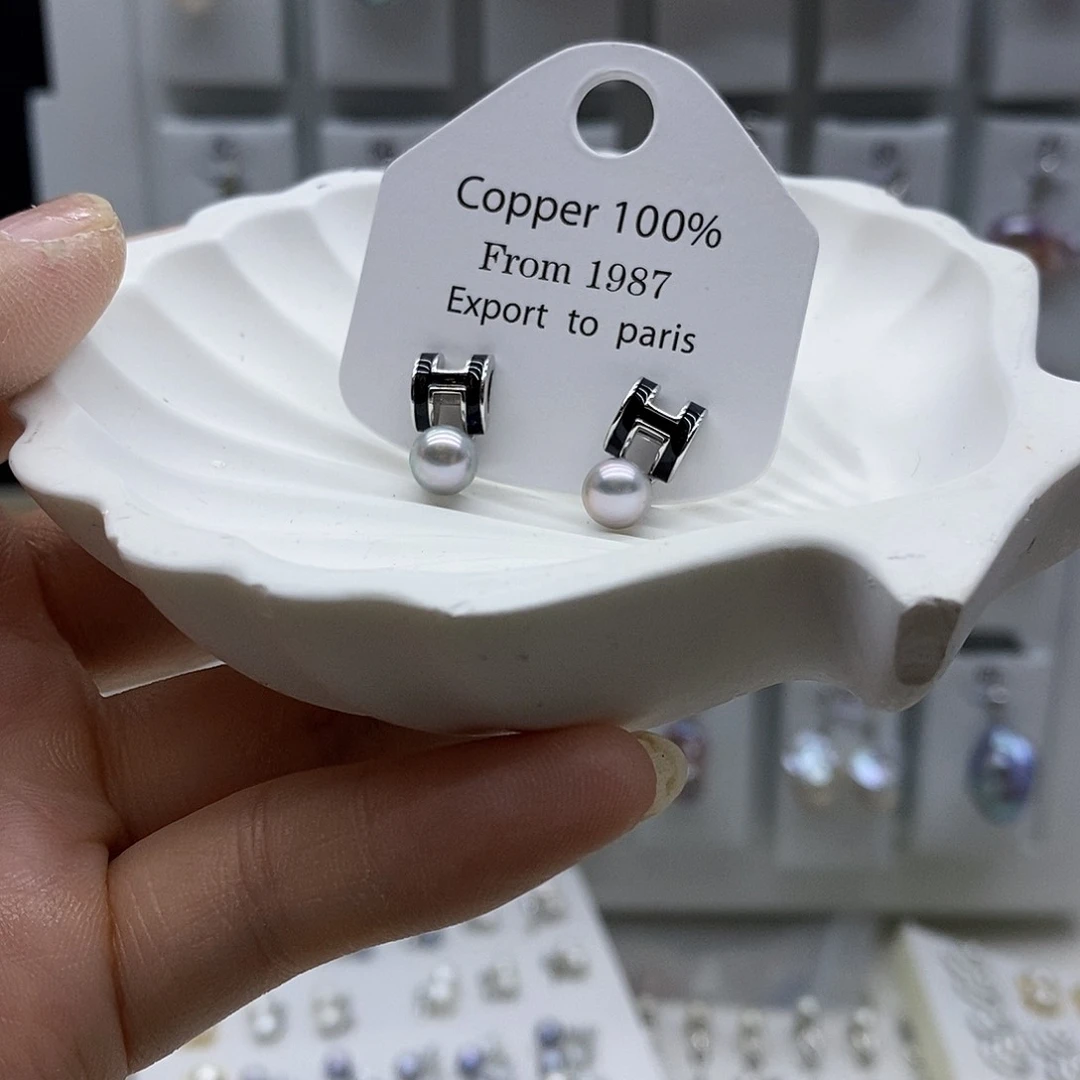 Copper 100%
From 1987
Export to paris